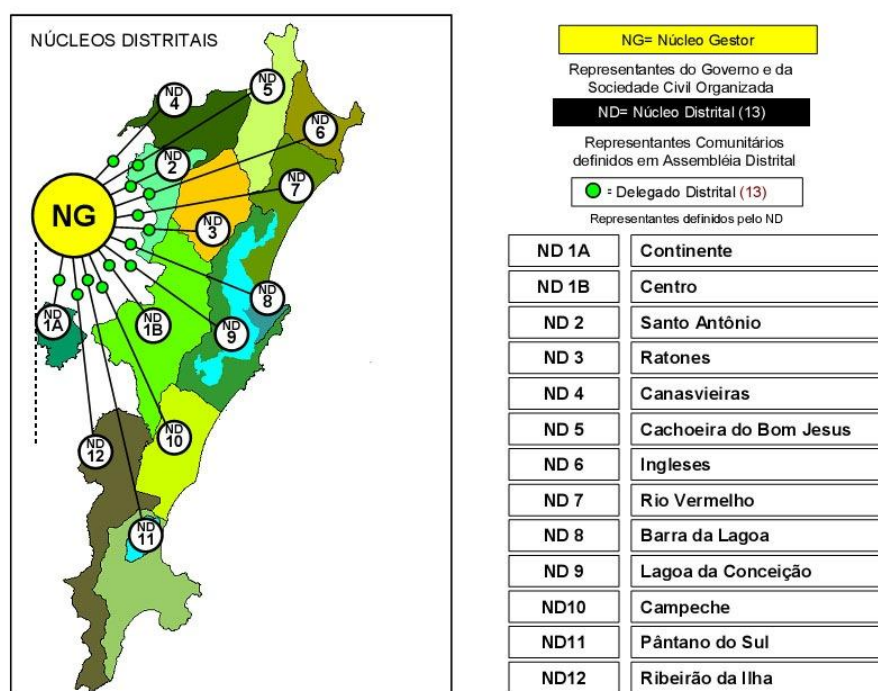 NÚCLEOS DISTRITAIS
ND
4
ND
5
ND
6
ND
2
ND
7
NG
ND
3
ND
8
ND
1A
ND
1B
ND
9
ND
10
ND
12
ND
11
NG= Núcleo Gestor
Representantes do Governo e da
Sociedade Civil Organizada
ND= Núcleo Distrital (13)
Representantes Comunitários
definidos em Assembléia Distrital
= Delegado Distrital (13)
Representantes definidos pelo ND
ND 1A Continente
ND 1B Centro
ND 2 Santo Antônio
ND 3 Ratones
ND 4 Canasvieiras
ND 5 Cachoeira do Bom Jesus
ND 6 Ingleses
ND 7 Rio Vermelho
ND 8 Barra da Lagoa
ND 9 Lagoa da Conceição
ND10 Campeche
ND11 Pântano do Sul
ND12 Ribeirão da Ilha